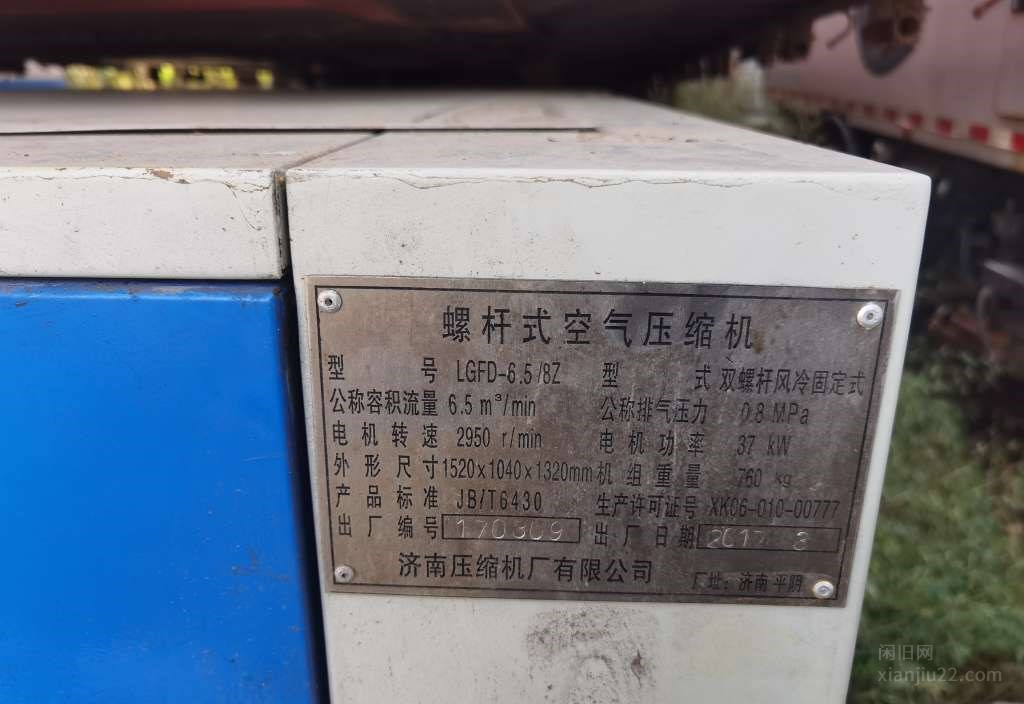 螺杆式空气压缩机
型号 LGFD-6.5/8Z 型式 双螺杆风冷固定式
公称容积流量 6.5 m³/min 公称排气压力 0.8 MPa
电机转速 2950 r/min 电机功率 37 kW
外形尺寸 1520×1040×1320mm 机组重量 760 kg
产品标准 JB/T6430 生产许可证号 XK06-010-00777
出厂编号 170309 出厂日期 2017 3
济南压缩机厂有限公司 厂址：济南平阴
闲旧网
xianjiu22.com